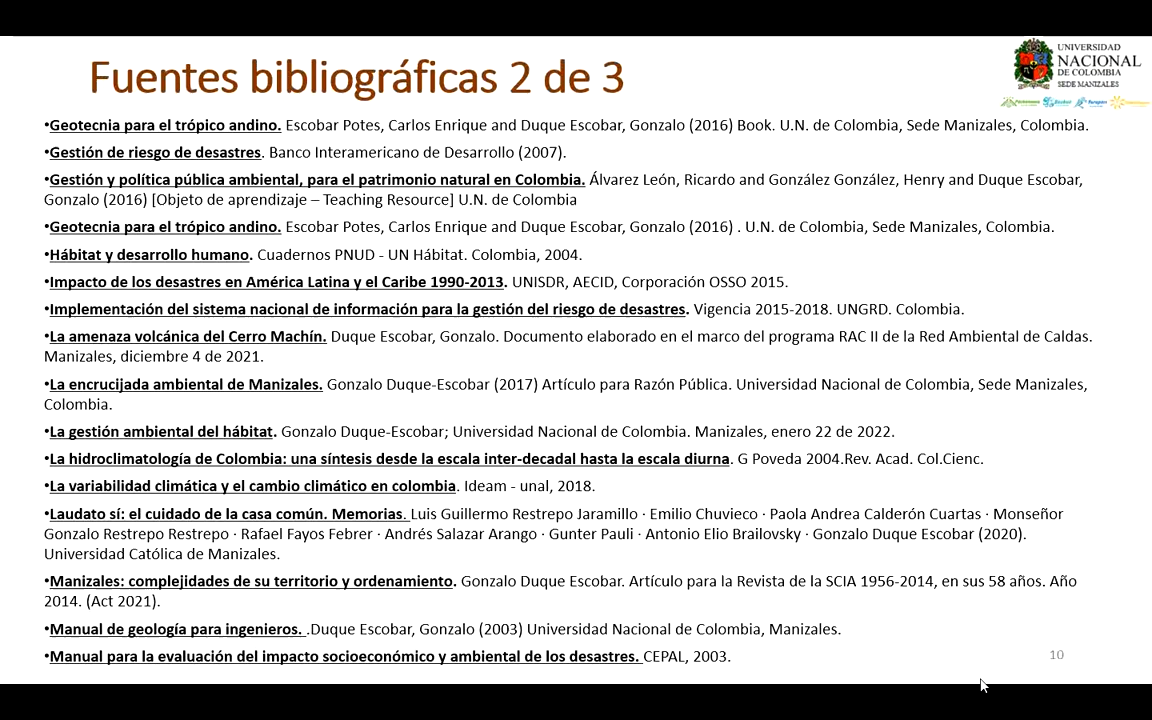 Fuentes bibliográficas 2 de 3
UNIVERSIDAD
NACIONAL
DE COLOMBIA
SEDE MANIZALES
•Geotecnia para el trópico andino. Escobar Potes, Carlos Enrique and Duque Escobar, Gonzalo (2016) Book. U.N. de Colombia, Sede Manizales, Colombia.
•Gestión de riesgo de desastres. Banco Interamericano de Desarrollo (2007).
•Gestión y política pública ambiental, para el patrimonio natural en Colombia. Álvarez León, Ricardo and González González, Henry and Duque Escobar,
Gonzalo (2016) [Objeto de aprendizaje – Teaching Resource] U.N. de Colombia
•Geotecnia para el trópico andino. Escobar Potes, Carlos Enrique and Duque Escobar, Gonzalo (2016) . U.N. de Colombia, Sede Manizales, Colombia.
•Hábitat y desarrollo humano. Cuadernos PNUD - UN Hábitat. Colombia, 2004.
•Impacto de los desastres en América Latina y el Caribe 1990-2013. UNISDR, AECID, Corporación OSSO 2015.
•Implementación del sistema nacional de información para la gestión del riesgo de desastres. Vigencia 2015-2018. UNGRD. Colombia.
•La amenaza volcánica del Cerro Machín. Duque Escobar, Gonzalo. Documento elaborado en el marco del programa RAC II de la Red Ambiental de Caldas.
Manizales, diciembre 4 de 2021.
•La encrucijada ambiental de Manizales. Gonzalo Duque-Escobar (2017) Artículo para Razón Pública. Universidad Nacional de Colombia, Sede Manizales,
Colombia.
•La gestión ambiental del hábitat. Gonzalo Duque-Escobar; Universidad Nacional de Colombia. Manizales, enero 22 de 2022.
•La hidroclimatología de Colombia: una síntesis desde la escala inter-decadal hasta la escala diurna. G Poveda 2004.Rev. Acad. Col.Cienc.
•La variabilidad climática y el cambio climático en colombia. Ideam - unal, 2018.
•Laudato sí: el cuidado de la casa común. Memorias. Luis Guillermo Restrepo Jaramillo · Emilio Chuvieco · Paola Andrea Calderón Cuartas · Monseñor
Gonzalo Restrepo Restrepo · Rafael Fayos Febrer · Andrés Salazar Arango · Gunter Pauli · Antonio Elio Brailovsky · Gonzalo Duque Escobar (2020).
Universidad Católica de Manizales.
•Manizales: complejidades de su territorio y ordenamiento. Gonzalo Duque Escobar. Artículo para la Revista de la SCIA 1956-2014, en sus 58 años. Año
2014. (Act 2021).
•Manual de geología para ingenieros. .Duque Escobar, Gonzalo (2003) Universidad Nacional de Colombia, Manizales.
•Manual para la evaluación del impacto socioeconómico y ambiental de los desastres. CEPAL, 2003.
10